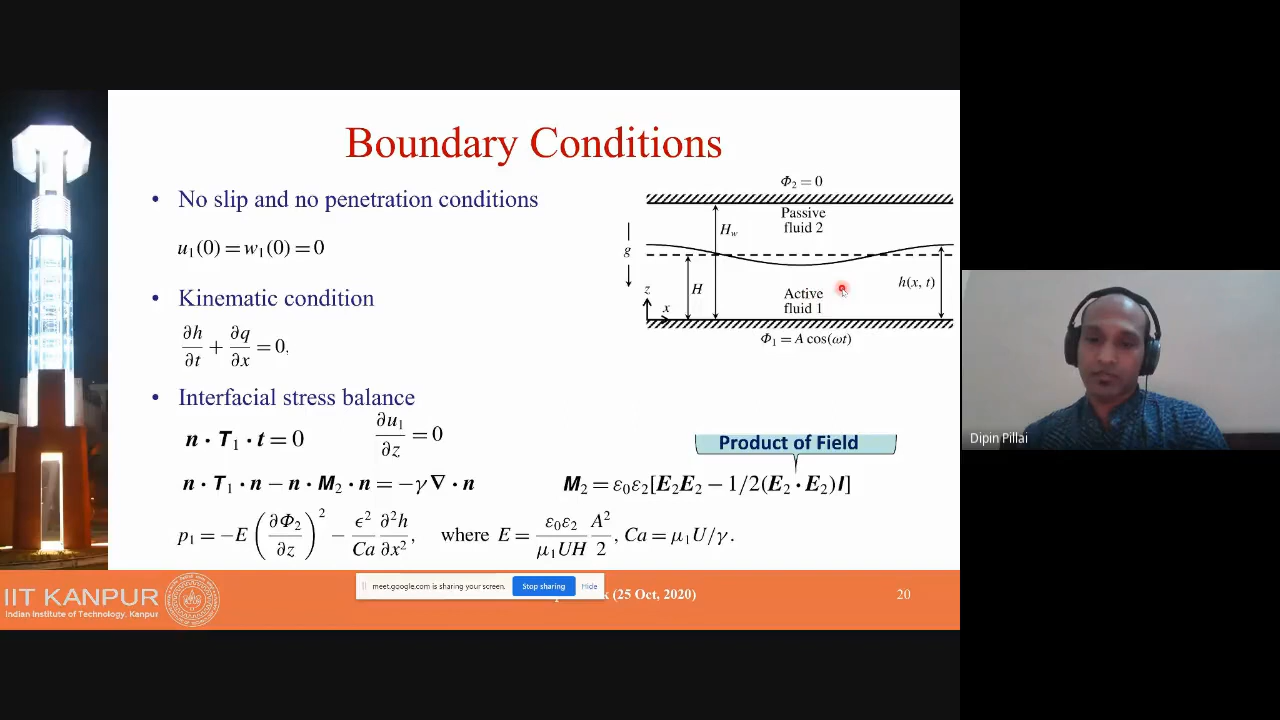 Boundary Conditions
• No slip and no penetration conditions
u₁(0) = w₁(0) = 0
• Kinematic condition
∂h/∂t + ∂q/∂x = 0,
• Interfacial stress balance
n · T₁ · t = 0
∂u₁/∂z = 0
n · T₁ · n − n · M₂ · n = −γ∇ · n
Product of Field
M₂ = ε₀ε₂[E₂E₂ − 1/2(E₂ · E₂)I]
p₁ = −E (∂Φ₂/∂z)² − ϵ²/Ca ∂²h/∂x², where E = ε₀ε₂/μ₁UH A²/2, Ca = μ₁U/γ.
Φ₂ = 0
Passive
fluid 2
H_w
g
z
x
H
h(x, t)
Active
fluid 1
Φ₁ = A cos(ωt)
Dipin Pillai
IIT KANPUR
Indian Institute of Technology, Kanpur
meet.google.com is sharing your screen.
Stop sharing
Hide
(25 Oct, 2020)
20